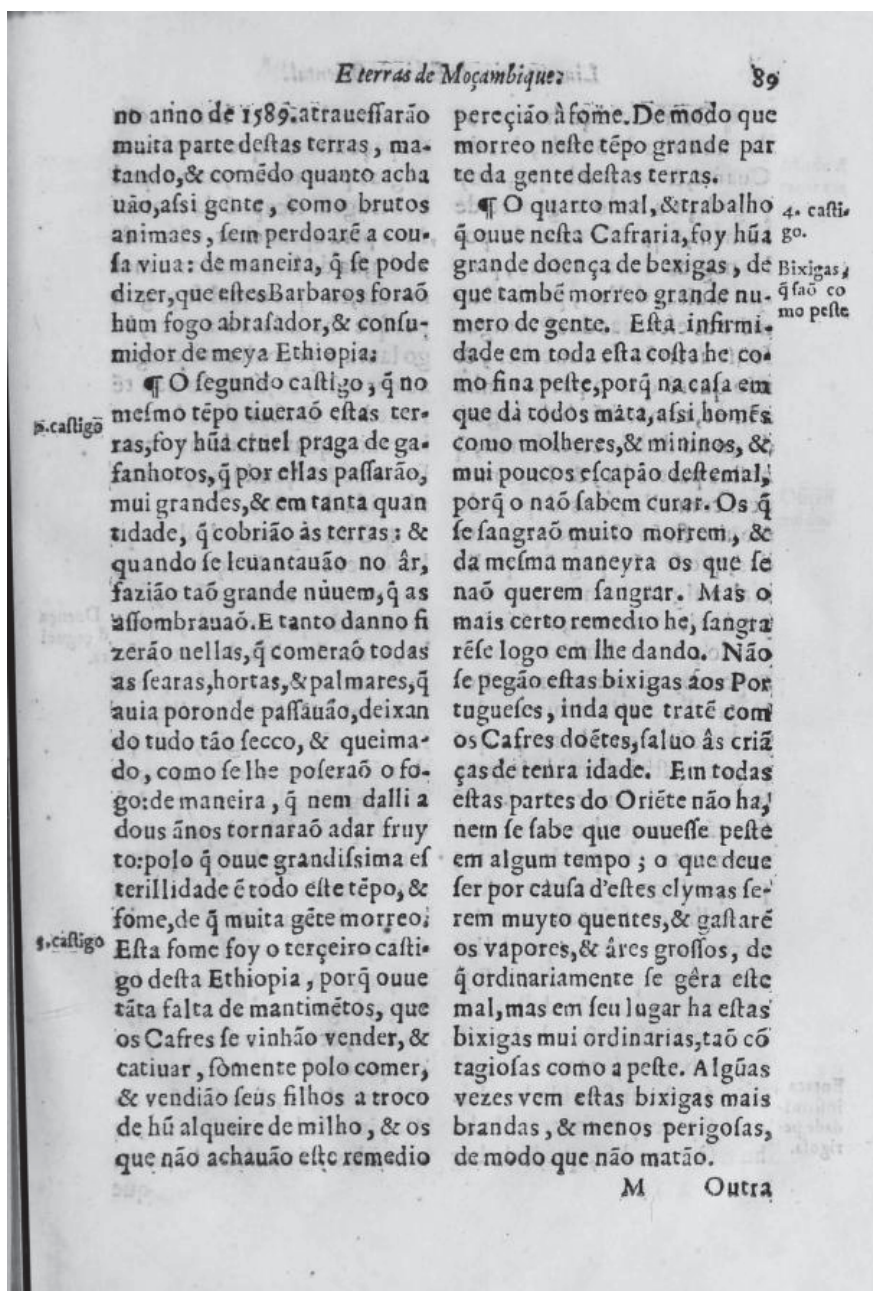 E terras de Moçambique:
89
no anno de 1589. atraueſſarão
muita parte deſtas terras, ma-
tando,& comẽdo quanto acha
uão,aſsi gente, como brutos
animaes, ſem perdoarẽ a cou-
ſa viua: de maneira, q̃ ſe pode
dizer,que eſtes Barbaros foraõ
hum fogo abraſador,& conſu-
midor de meya Ethiopia:
¶ O ſegundo caſtigo, q̃ no
meſmo tẽpo tiueraõ eſtas ter-
ras,foy hũa cruel praga de ga-
fanhotos,q̃ por ellas paſſarão,
mui grandes,& em tanta quan
tidade, q̃ cobrião às terras: &
quando ſe leuantauão no âr,
fazião taõ grande nùuem,q̃ as
aſſombrauaõ.E tanto danno fi
zerão nellas,q̃ comeraõ todas
as ſearas,hortas,& palmares,q̃
auia poronde paſſauão,deixan
do tudo tão ſecco, & queima-
do, como ſe lhe poſeraõ o fo-
go:de maneira, q̃ nem dalli a
dous ãnos tornaraõ adar fruy
to:polo q̃ ouue grandiſsima eſ
terillidade ẽ todo eſte tẽpo, &
fome,de q̃ muita gẽte morreo.
Eſta fome foy o terçeiro caſti-
go deſta Ethiopia, porq̃ ouue
tãta falta de mantimẽtos, que
os Cafres ſe vinhão vender, &
catiuar, ſòmente polo comer,
& vendião ſeus filhos a troco
de hũ alqueire de milho, & os
que não achauão eſte remedio
caſtigo
3.caſtigo
pereçião â fome.De modo que
morreo neſte tẽpo grande par
te da gente deſtas terras.
¶ O quarto mal, & trabalho
q̃ ouue neſta Cafraria,foy hũa
grande doença de bexigas, de
que tambẽ morreo grande nu-
mero de gente. Eſta infirmi-
dade em toda eſta coſta he co-
mo fina peſte,porq̃ na caſa em
que dà todos mata,aſsi homẽs
como molheres,& mininos, &
mui poucos eſcapão deſte mal,
porq̃ o naõ ſabem curar. Os q̃
ſe ſangraõ muito morrem, &
da meſma maneyra os que ſe
naõ querem ſangrar. Mas o
mais certo remedio he, ſangra
rẽſe logo em lhe dando. Não
ſe pegão eſtas bixigas áos Por
tugueſes, inda que tratẽ com
os Cafres doẽtes,ſaluo âs criã
ças de tenra idade. Em todas
eſtas partes do Oriẽte não ha,
nem ſe ſabe que ouueſſe peſte
em algum tempo; o que deue
ſer por càuſa d'eſtes clymas ſe-
rem muyto quentes,& gaſtarẽ
os vapores,& âres groſſos, de
q̃ ordinariamente ſe gêra eſte
mal,mas em ſeu lugar ha eſtas
bixigas mui ordinarias,taõ cõ
tagioſas como a peſte. Algũas
vezes vem eſtas bixigas mais
brandas, & menos perigoſas,
de modo que não matão.
4. caſti-
go.
Bixigas,
q̃ ſaõ co
mo peſte
M Outra